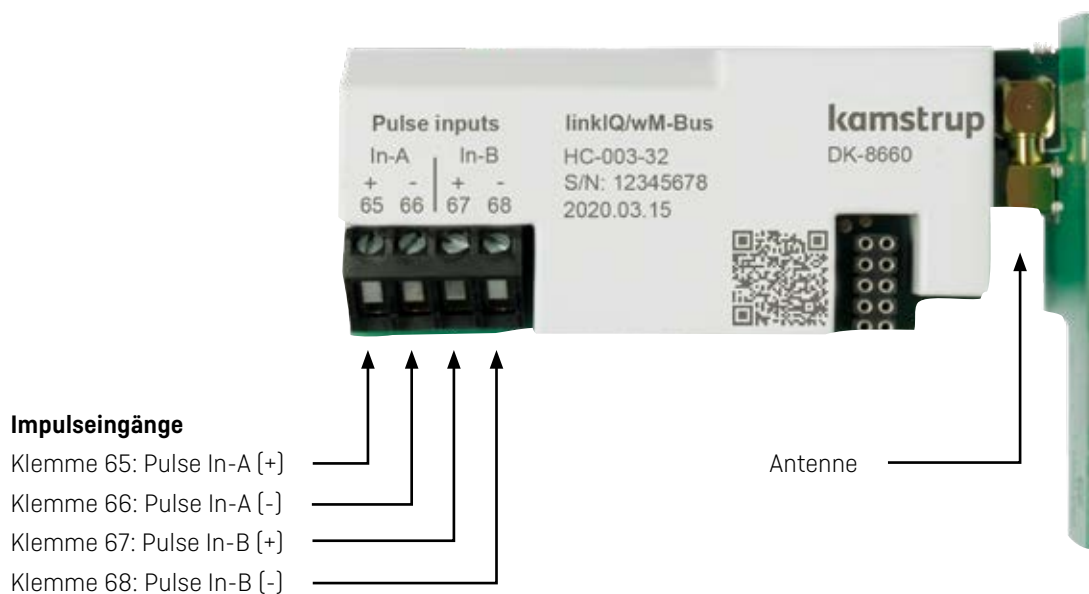 Pulse inputs
In-A In-B
+ - + -
65 66 67 68
linkIQ/wM-Bus
HC-003-32
S/N: 12345678
2020.03.15
kamstrup
DK-8660
Impulseingänge
Klemme 65: Pulse In-A (+)
Klemme 66: Pulse In-A (-)
Klemme 67: Pulse In-B (+)
Klemme 68: Pulse In-B (-)
Antenne